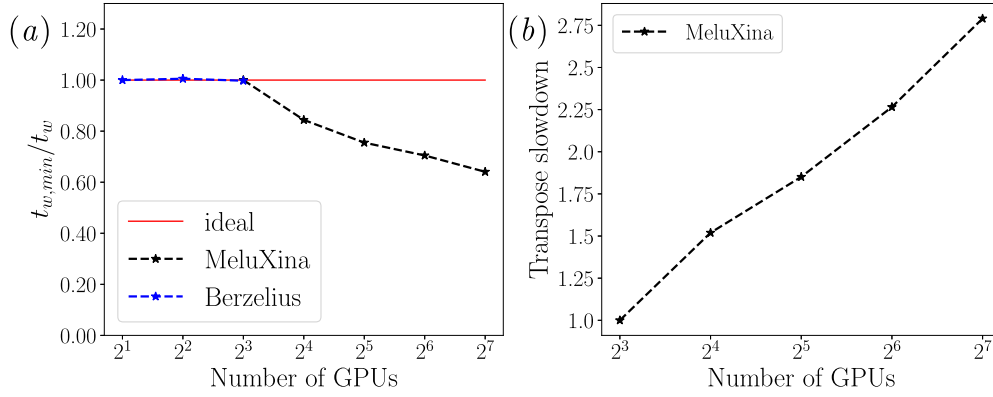 (a)
1.20
1.00
0.80
0.60
0.40
0.20
0.00
t_{w,min}/t_w
ideal
MeluXina
Berzelius
2^1 2^2 2^3 2^4 2^5 2^6 2^7
Number of GPUs
(b)
2.75
2.5
2.25
2.0
1.75
1.5
1.25
1.0
Transpose slowdown
MeluXina
2^3 2^4 2^5 2^6 2^7
Number of GPUs